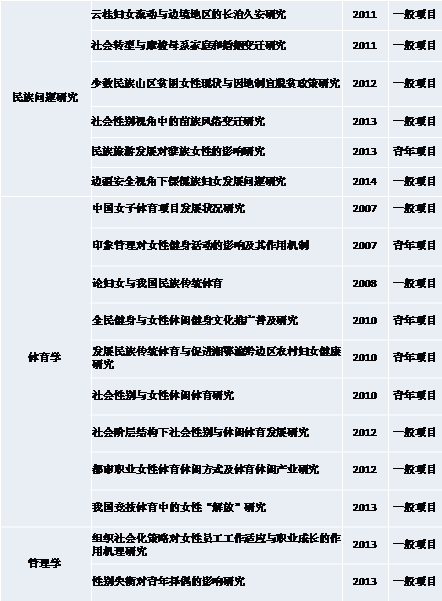 云桂妇女流动与边境地区的长治久安研究 2011 一般项目
社会转型与摩梭母系家庭和婚姻变迁研究 2011 一般项目
少数民族山区贫困女性现状与因地制宜脱贫政策研究 2012 一般项目
民族问题研究
社会性别视角中的苗族风俗变迁研究 2013 一般项目
民族旅游发展对黎族女性的影响研究 2013 青年项目
边疆安全视角下傈僳族妇女发展问题研究 2014 一般项目
中国女子体育项目发展状况研究 2007 一般项目
印象管理对女性健身活动的影响及其作用机制 2007 青年项目
论妇女与我国民族传统体育 2008 一般项目
全民健身与女性休闲健身文化推广普及研究 2010 青年项目
体育学
发展民族传统体育与促进湘鄂渝黔边区农村妇女健康
研究 2010 青年项目
社会性别与女性休闲体育研究 2010 青年项目
社会阶层结构下社会性别与休闲体育发展研究 2012 一般项目
都市职业女性体育休闲方式及体育休闲产业研究 2012 一般项目
我国竞技体育中的女性“解放”研究 2013 一般项目
管理学
组织社会化策略对女性员工工作适应与职业成长的作
用机理研究 2013 一般项目
性别失衡对青年择偶的影响研究 2013 一般项目